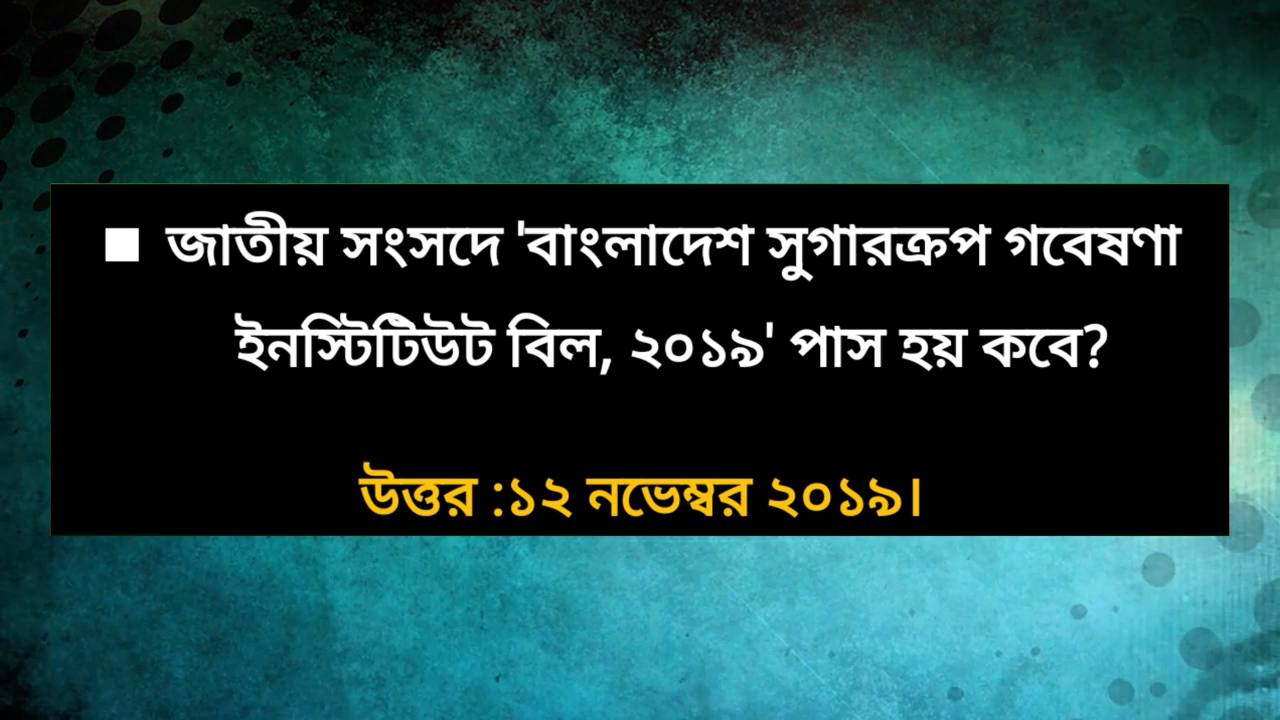 ■ জাতীয় সংসদে 'বাংলাদেশ সুগারক্রপ গবেষণা
ইনস্টিটিউট বিল, ২০১৯' পাস হয় কবে?
উত্তর :১২ নভেম্বর ২০১৯।